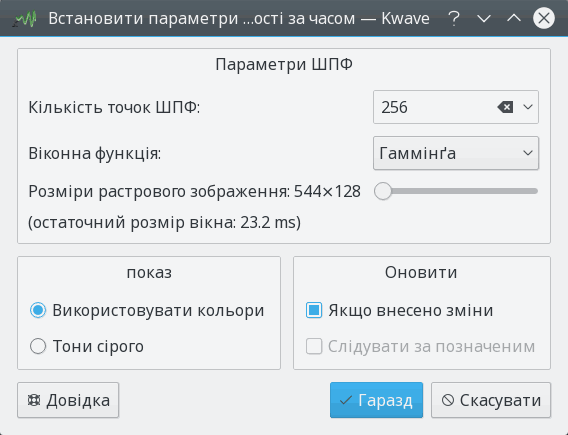 Встановити параметри ...ості за часом — Kwave
Параметри ШПФ
Кількість точок ШПФ:
256
Віконна функція:
Гаммінґа
Розміри растрового зображення: 544×128
(остаточний розмір вікна: 23.2 ms)
показ
Використовувати кольори
Тони сірого
Оновити
Якщо внесено зміни
Слідувати за позначеним
Довідка
Гаразд
Скасувати